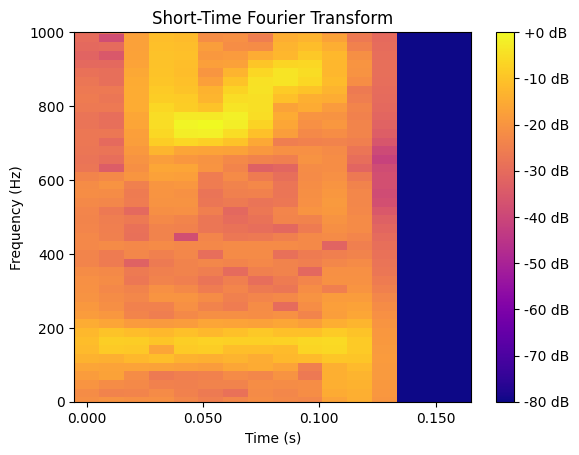 Short-Time Fourier Transform
1000
800
600
400
200
0
Frequency (Hz)
0.000
0.050
0.100
0.150
Time (s)
+0 dB
-10 dB
-20 dB
-30 dB
-40 dB
-50 dB
-60 dB
-70 dB
-80 dB